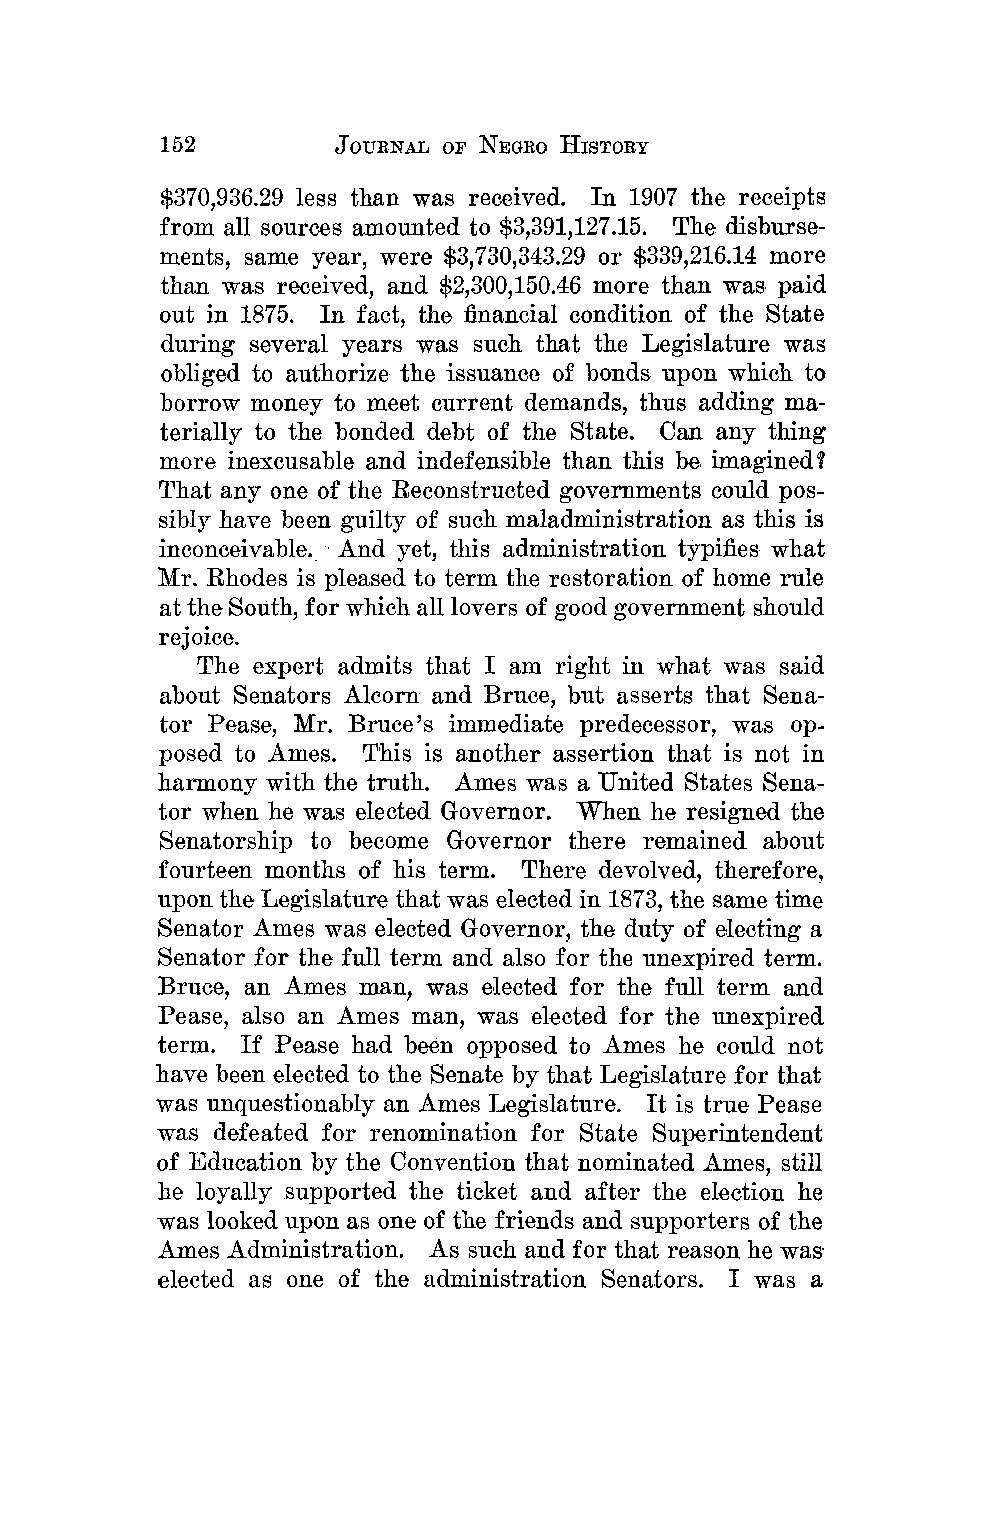 152 JOURNAL OF NEGRO HISTORY
$370,936.29 less than was received. In 1907 the receipts
from all sources amounted to $3,391,127.15. The disburse-
ments, same year, were $3,730,343.29 or $339,216.14 more
than was received, and $2,300,150.46 more than was paid
out in 1875. In fact, the financial condition of the State
during several years was such that the Legislature was
obliged to authorize the issuance of bonds upon which to
borrow money to meet current demands, thus adding ma-
terially to the bonded debt of the State. Can any thing
more inexcusable and indefensible than this be imagined?
That any one of the Reconstructed governments could pos-
sibly have been guilty of such maladministration as this is
inconceivable. And yet, this administration typifies what
Mr. Rhodes is pleased to term the restoration of home rule
at the South, for which all lovers of good government should
rejoice.
The expert admits that I am right in what was said
about Senators Alcorn and Bruce, but asserts that Sena-
tor Pease, Mr. Bruce's immediate predecessor, was op-
posed to Ames. This is another assertion that is not in
harmony with the truth. Ames was a United States Sena-
tor when he was elected Governor. When he resigned the
Senatorship to become Governor there remained about
fourteen months of his term. There devolved, therefore,
upon the Legislature that was elected in 1873, the same time
Senator Ames was elected Governor, the duty of electing a
Senator for the full term and also for the unexpired term.
Bruce, an Ames man, was elected for the full term and
Pease, also an Ames man, was elected for the unexpired
term. If Pease had been opposed to Ames he could not
have been elected to the Senate by that Legislature for that
was unquestionably an Ames Legislature. It is true Pease
was defeated for renomination for State Superintendent
of Education by the Convention that nominated Ames, still
he loyally supported the ticket and after the election he
was looked upon as one of the friends and supporters of the
Ames Administration. As such and for that reason he was
elected as one of the administration Senators. I was a